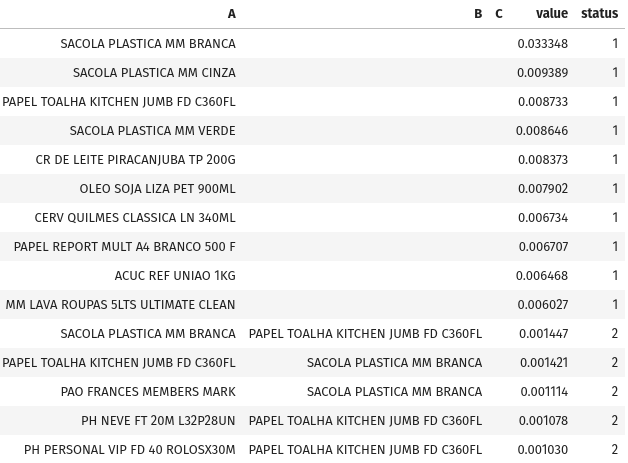 A B C value status
SACOLA PLASTICA MM BRANCA 0.033348 1
SACOLA PLASTICA MM CINZA 0.009389 1
PAPEL TOALHA KITCHEN JUMB FD C360FL 0.008733 1
SACOLA PLASTICA MM VERDE 0.008646 1
CR DE LEITE PIRACANJUBA TP 200G 0.008373 1
OLEO SOJA LIZA PET 900ML 0.007902 1
CERV QUILMES CLASSICA LN 340ML 0.006734 1
PAPEL REPORT MULT A4 BRANCO 500 F 0.006707 1
ACUC REF UNIAO 1KG 0.006468 1
MM LAVA ROUPAS 5LTS ULTIMATE CLEAN 0.006027 1
SACOLA PLASTICA MM BRANCA PAPEL TOALHA KITCHEN JUMB FD C360FL 0.001447 2
PAPEL TOALHA KITCHEN JUMB FD C360FL SACOLA PLASTICA MM BRANCA 0.001421 2
PAO FRANCES MEMBERS MARK SACOLA PLASTICA MM BRANCA 0.001114 2
PH NEVE FT 20M L32P28UN PAPEL TOALHA KITCHEN JUMB FD C360FL 0.001078 2
PH PERSONAL VIP FD 40 ROLOSX30M PAPEL TOALHA KITCHEN JUMB FD C360FL 0.001030 2